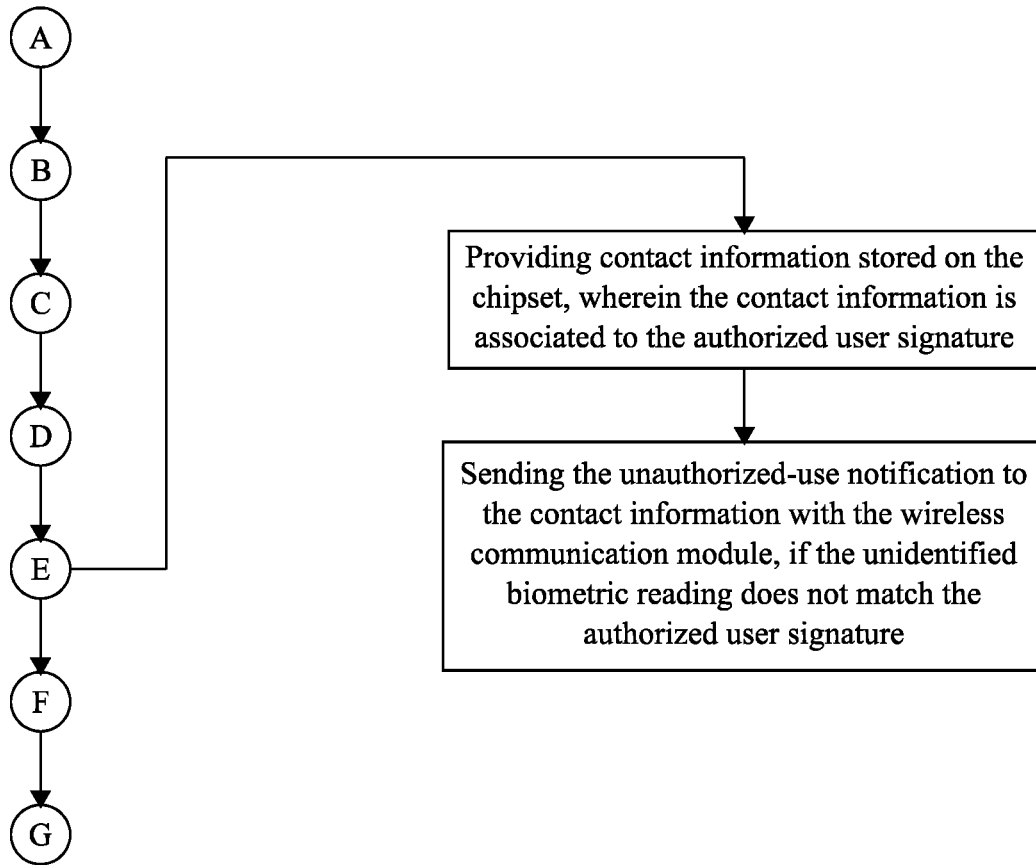 A
B
C
D
E
F
G
Providing contact information stored on the
chipset, wherein the contact information is
associated to the authorized user signature
Sending the unauthorized-use notification to
the contact information with the wireless
communication module, if the unidentified
biometric reading does not match the
authorized user signature